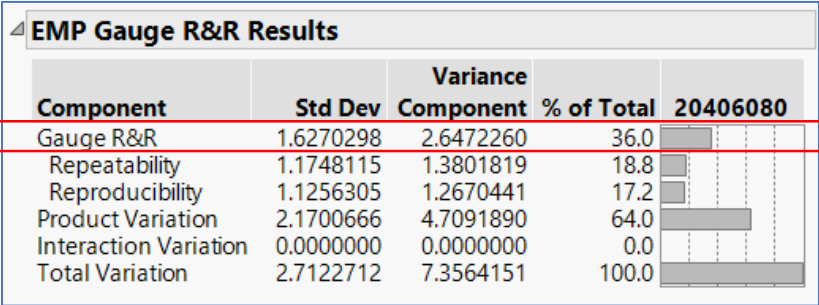 EMP Gauge R&R Results
Variance
Component Std Dev Component % of Total 20406080
Gauge R&R 1.6270298 2.6472260 36.0
Repeatability 1.1748115 1.3801819 18.8
Reproducibility 1.1256305 1.2670441 17.2
Product Variation 2.1700666 4.7091890 64.0
Interaction Variation 0.0000000 0.0000000 0.0
Total Variation 2.7122712 7.3564151 100.0